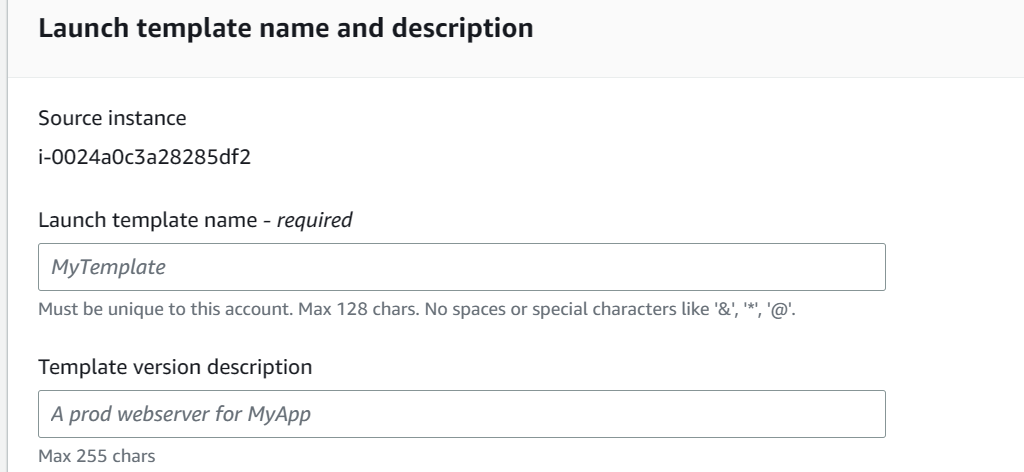 Launch template name and description
Source instance
i-0024a0c3a28285df2
Launch template name - required
MyTemplate
Must be unique to this account. Max 128 chars. No spaces or special characters like '&', '*', '@'.
Template version description
A prod webserver for MyApp
Max 255 chars